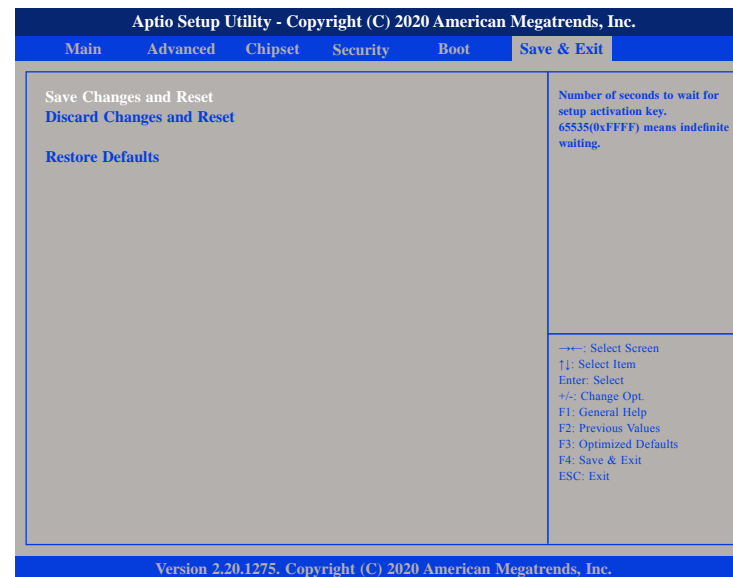 Aptio Setup Utility - Copyright (C) 2020 American Megatrends, Inc.
Main Advanced Chipset Security Boot Save & Exit
Save Changes and Reset
Discard Changes and Reset
Restore Defaults
Number of seconds to wait for
setup activation key.
65535(0xFFFF) means indefinite
waiting.
→←: Select Screen
↑↓: Select Item
Enter: Select
+/-: Change Opt.
F1: General Help
F2: Previous Values
F3: Optimized Defaults
F4: Save & Exit
ESC: Exit
Version 2.20.1275. Copyright (C) 2020 American Megatrends, Inc.